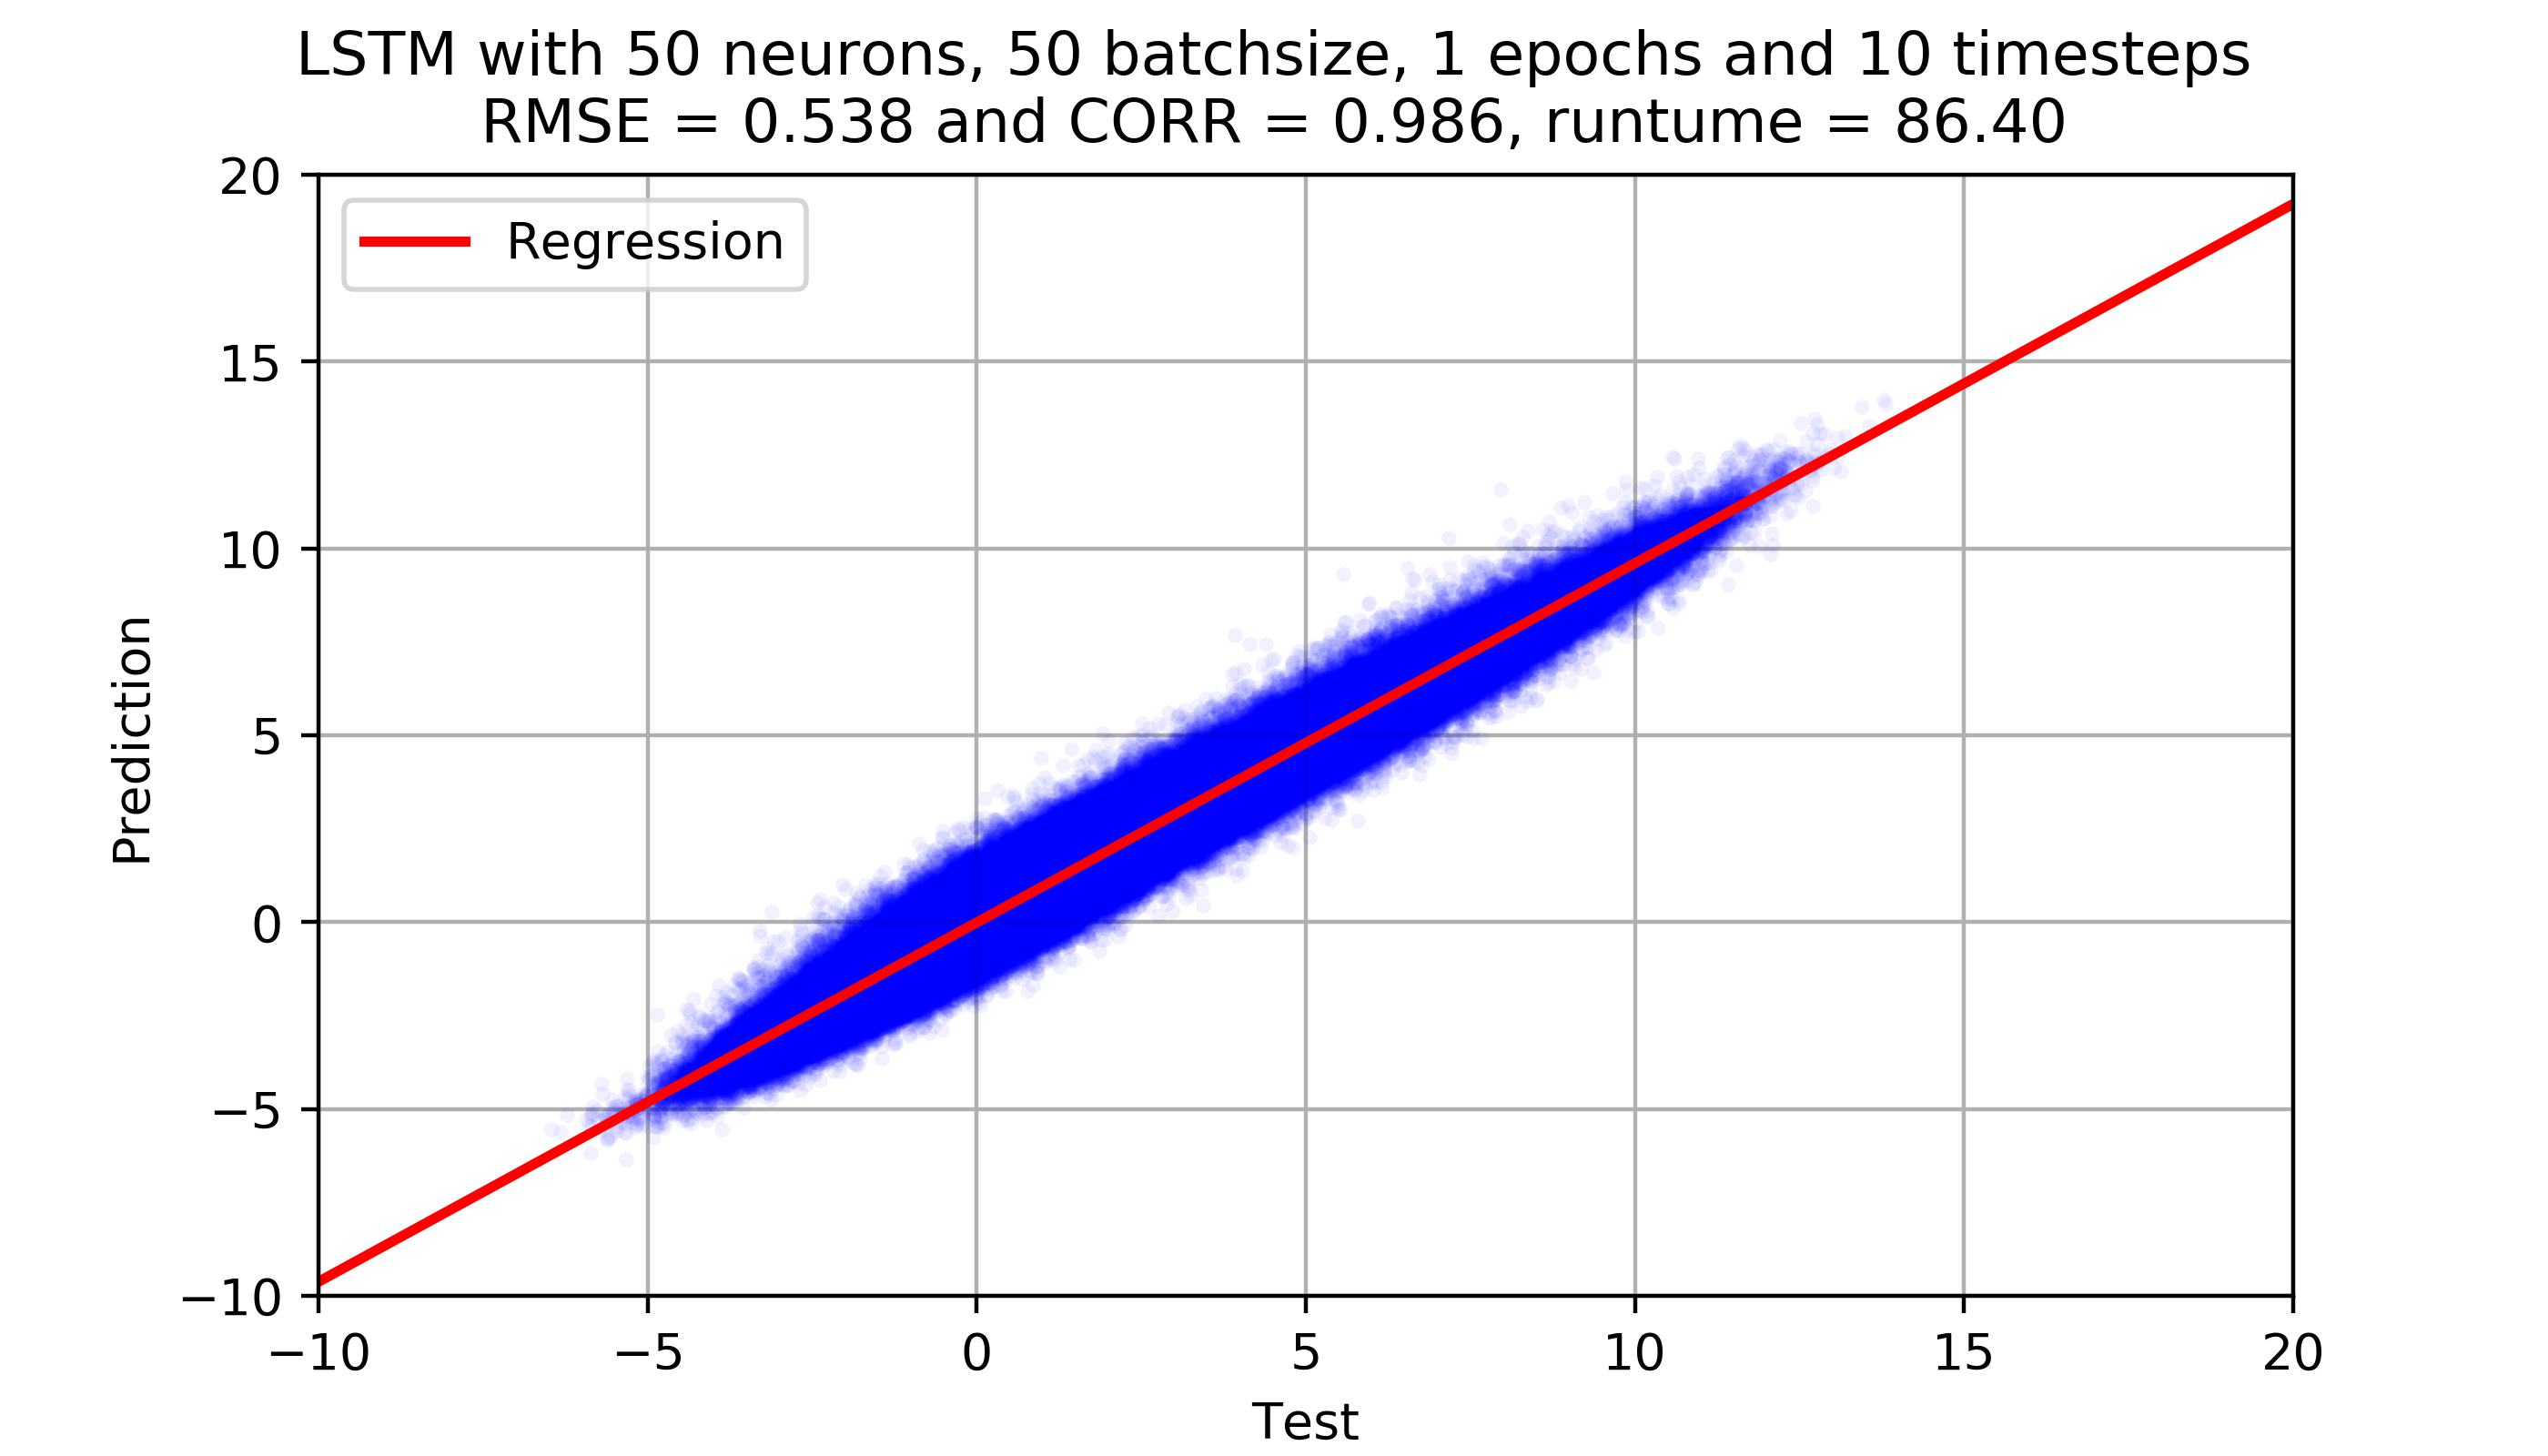 LSTM with 50 neurons, 50 batchsize, 1 epochs and 10 timesteps
RMSE = 0.538 and CORR = 0.986, runtume = 86.40
Regression
20
15
10
5
0
−5
−10
Prediction
−10 −5 0 5 10 15 20
Test